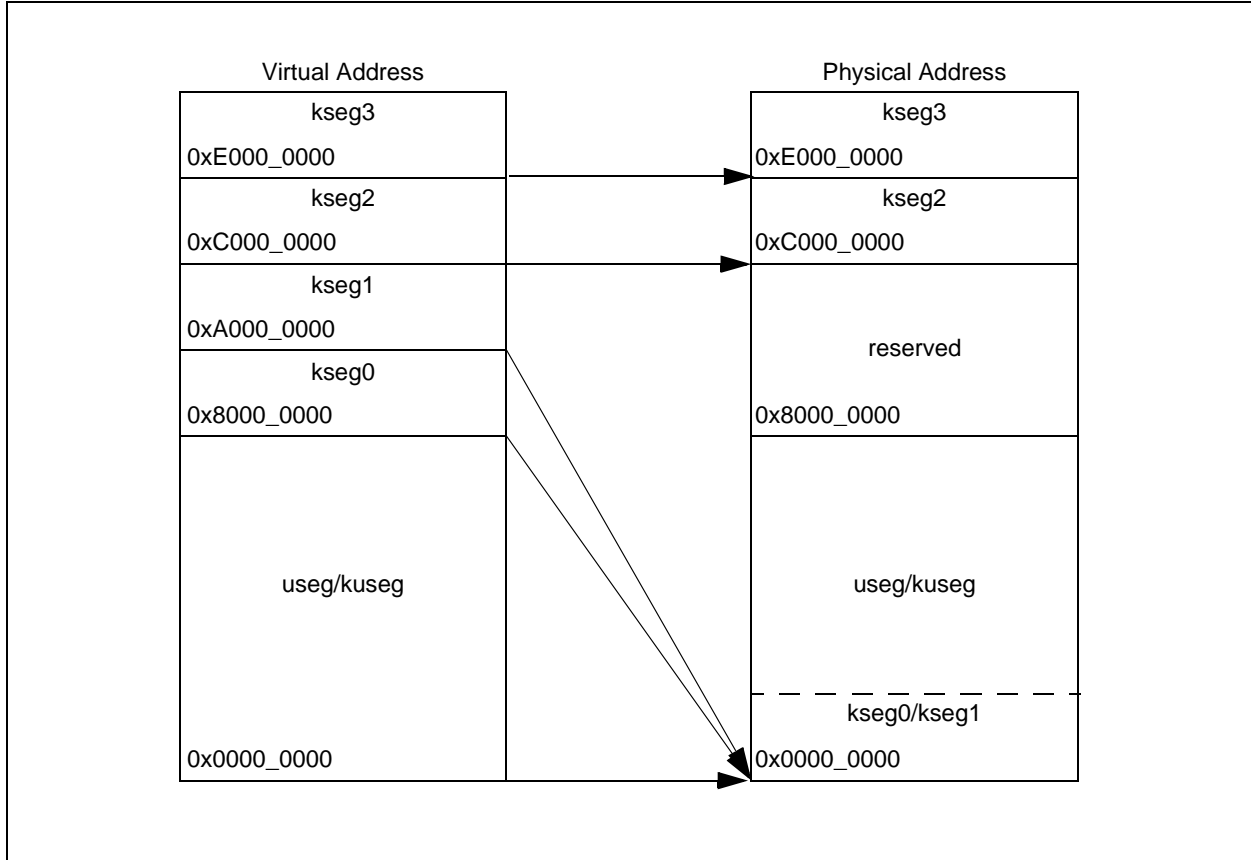 Virtual Address
kseg3
0xE000_0000
kseg2
0xC000_0000
kseg1
0xA000_0000
kseg0
0x8000_0000
useg/kuseg
0x0000_0000
Physical Address
kseg3
0xE000_0000
kseg2
0xC000_0000
reserved
0x8000_0000
useg/kuseg
kseg0/kseg1
0x0000_0000